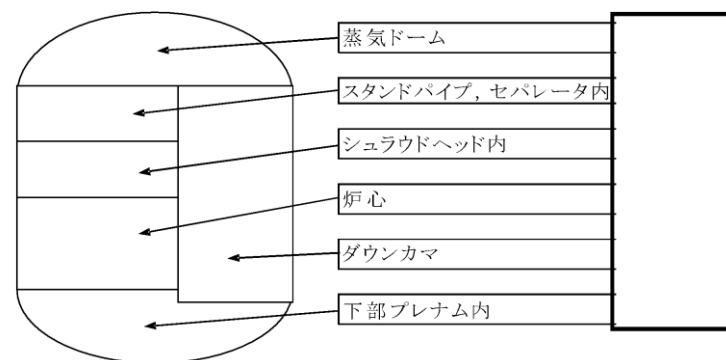 蒸気ドーム
スタンドパイプ, セパレータ内
シュラウドヘッド内
炉心
ダウンカマ
下部プレナム内